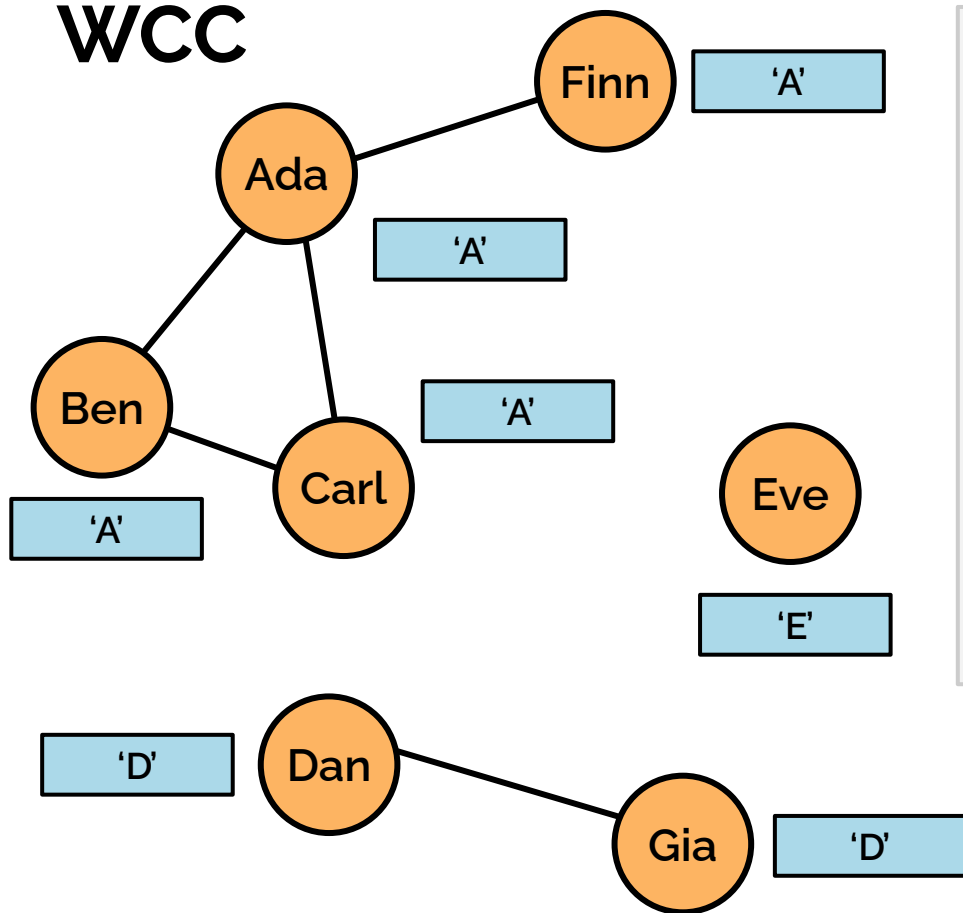 WCC
Finn
‘A’
Ada
‘A’
Ben
‘A’
Carl
‘A’
Eve
‘E’
‘D’
Dan
Gia
‘D’